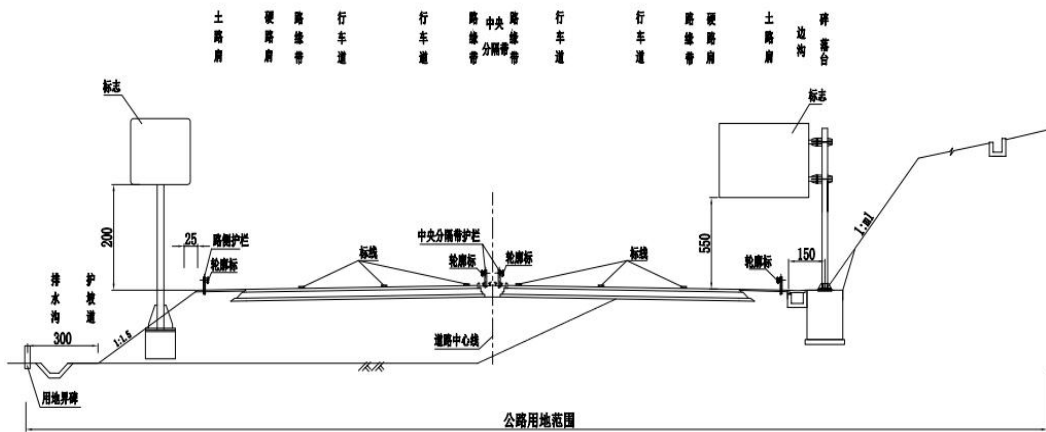 土路肩
硬路肩
路缘带
行车道
行车道
路缘带
中央分隔带
路缘带
行车道
行车道
路缘带
硬路肩
土路肩
边沟
碎落台
标志
标志
200
25
路侧护栏
轮廓标
中央分隔带护栏
轮廓标
轮廓标
标线
标线
550
轮廓标
150
1:m1
排水沟
护坡道
300
1:1.5
道路中心线
用地界碑
公路用地范围